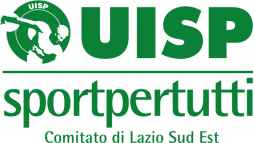 UISP
UISP
sportpertutti
Comitato di Lazio Sud Est